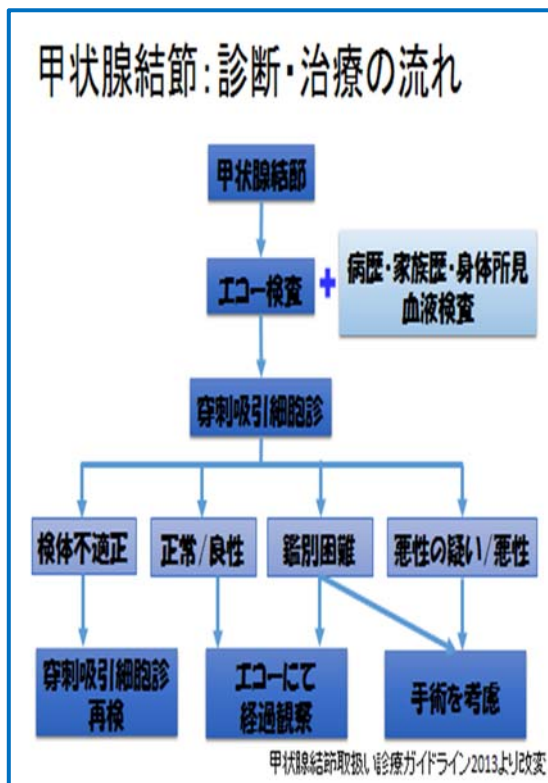 甲状腺結節:診断・治療の流れ
甲状腺結節
エコー検査
+
病歴・家族歴・身体所見
血液検査
穿刺吸引細胞診
検体不適正
正常/良性
鑑別困難
悪性の疑い/悪性
穿刺吸引細胞診
再検
エコーにて
経過観察
手術を考慮
甲状腺結節取扱い診療ガイドライン2013より改変